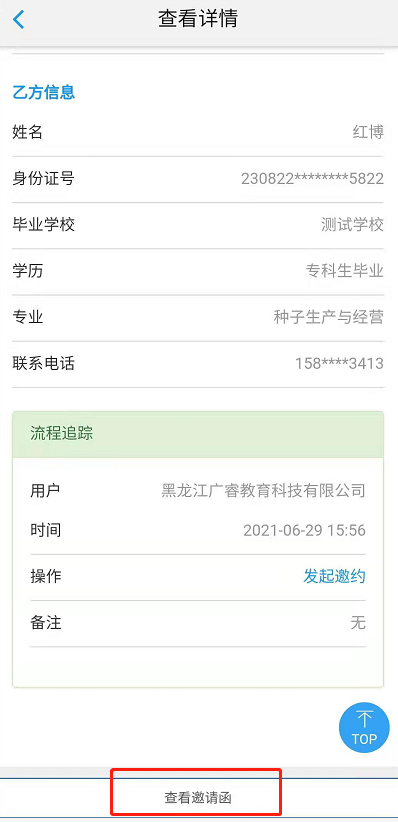 查看详情
乙方信息
姓名 红博
身份证号 230822********5822
毕业学校 测试学校
学历 专科生毕业
专业 种子生产与经营
联系电话 158****3413
流程追踪
用户 黑龙江广睿教育科技有限公司
时间 2021-06-29 15:56
操作 发起邀约
备注 无
TOP
查看邀请函